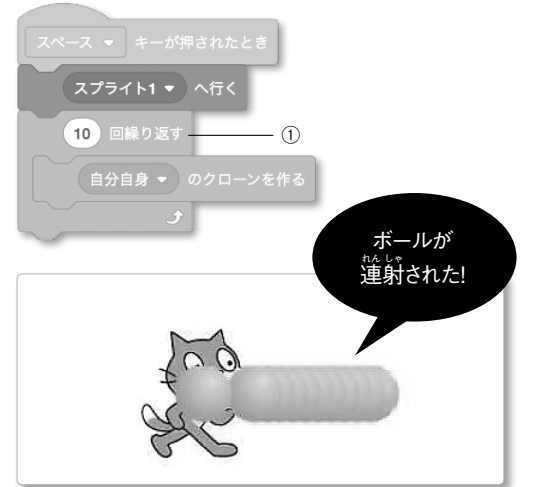 スペース ▼ キーが押されたとき
スプライト1 ▼ へ行く
10 回繰り返す ①
自分自身 ▼ のクローンを作る
ボールが
れんしゃ
連射された!